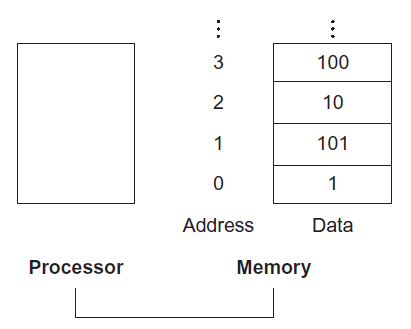 3 100
2 10
1 101
0 1
Address Data
Processor Memory